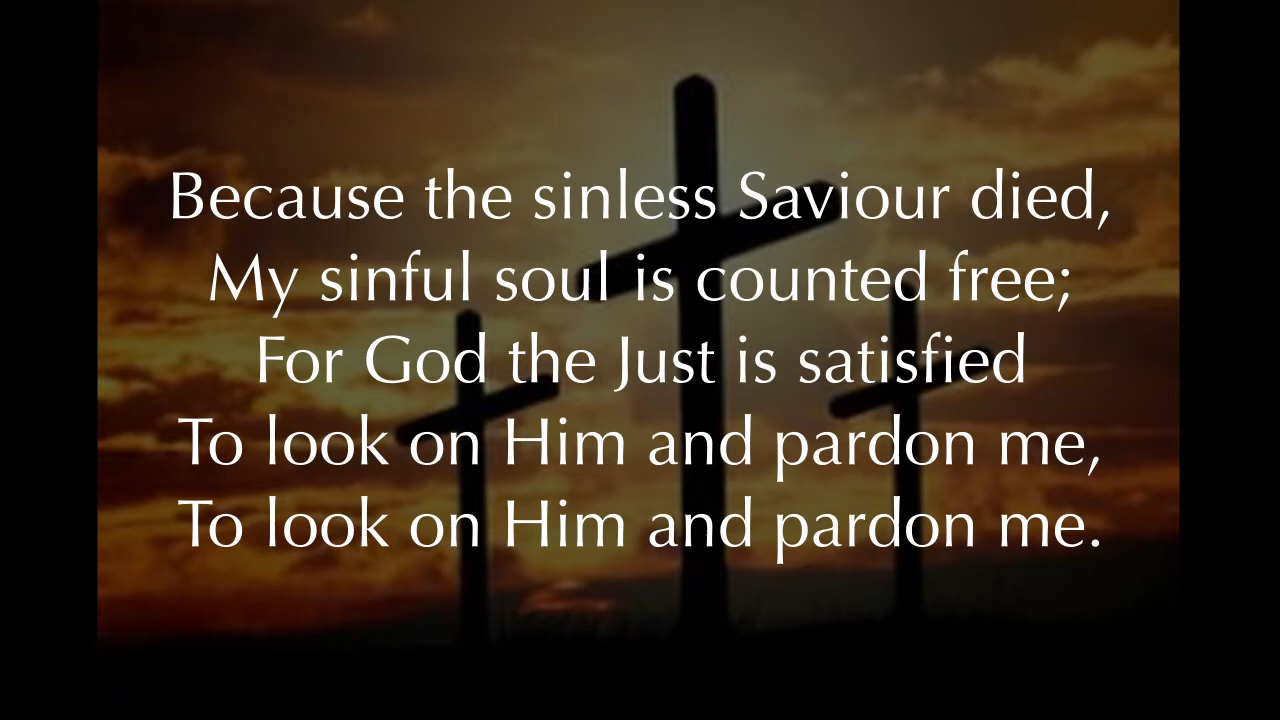 Because the sinless Saviour died,
My sinful soul is counted free;
For God the Just is satisfied
To look on Him and pardon me,
To look on Him and pardon me.